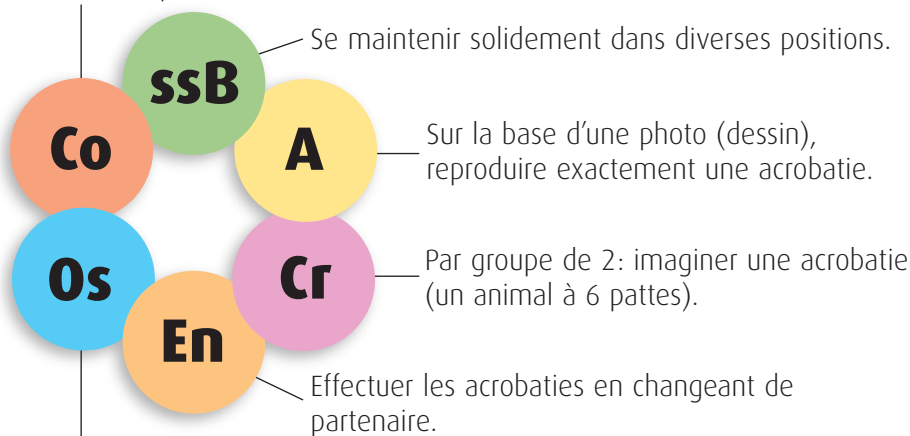 ssB
Se maintenir solidement dans diverses positions.
Co
A
Sur la base d’une photo (dessin),
reproduire exactement une acrobatie.
Os
Cr
Par groupe de 2: imaginer une acrobatie
(un animal à 6 pattes).
En
Effectuer les acrobaties en changeant de
partenaire.